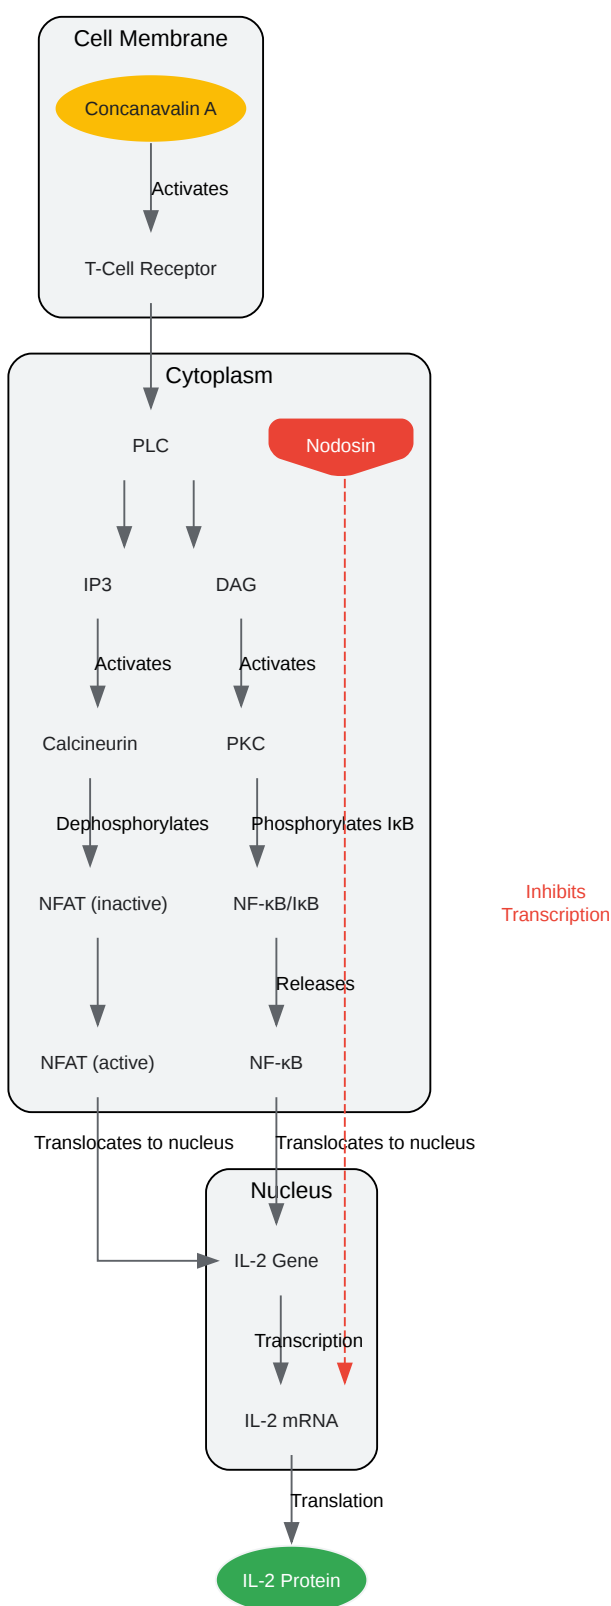 Cell Membrane
Concanavalin A
Activates
T-Cell Receptor
Cytoplasm
PLC
Nodosin
IP3
DAG
Activates
Activates
Calcineurin
PKC
Dephosphorylates
Phosphorylates IκB
NFAT (inactive)
NF-κB/IκB
Inhibits
Transcription
Releases
NFAT (active)
NF-κB
Translocates to nucleus
Translocates to nucleus
Nucleus
IL-2 Gene
Transcription
IL-2 mRNA
Translation
IL-2 Protein